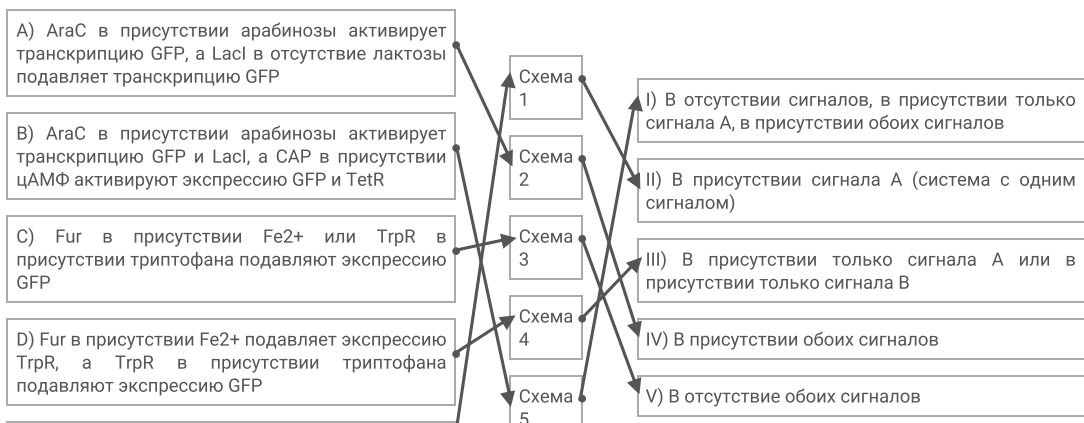 A) AraC в присутствии арабинозы активирует
транскрипцию GFP, а LacI в отсутствие лактозы
подавляет транскрипцию GFP
B) AraC в присутствии арабинозы активирует
транскрипцию GFP и LacI, а CAP в присутствии
цАМФ активируют экспрессию GFP и TetR
C) Fur в присутствии Fe2+ или TrpR в
присутствии триптофана подавляют экспрессию
GFP
D) Fur в присутствии Fe2+ подавляет экспрессию
TrpR, а TrpR в присутствии триптофана
подавляют экспрессию GFP
Схема
1
Схема
2
Схема
3
Схема
4
Схема
5
I) В отсутствии сигналов, в присутствии только
сигнала А, в присутствии обоих сигналов
II) В присутствии сигнала А (система с одним
сигналом)
III) В присутствии только сигнала А или в
присутствии только сигнала В
IV) В присутствии обоих сигналов
V) В отсутствие обоих сигналов